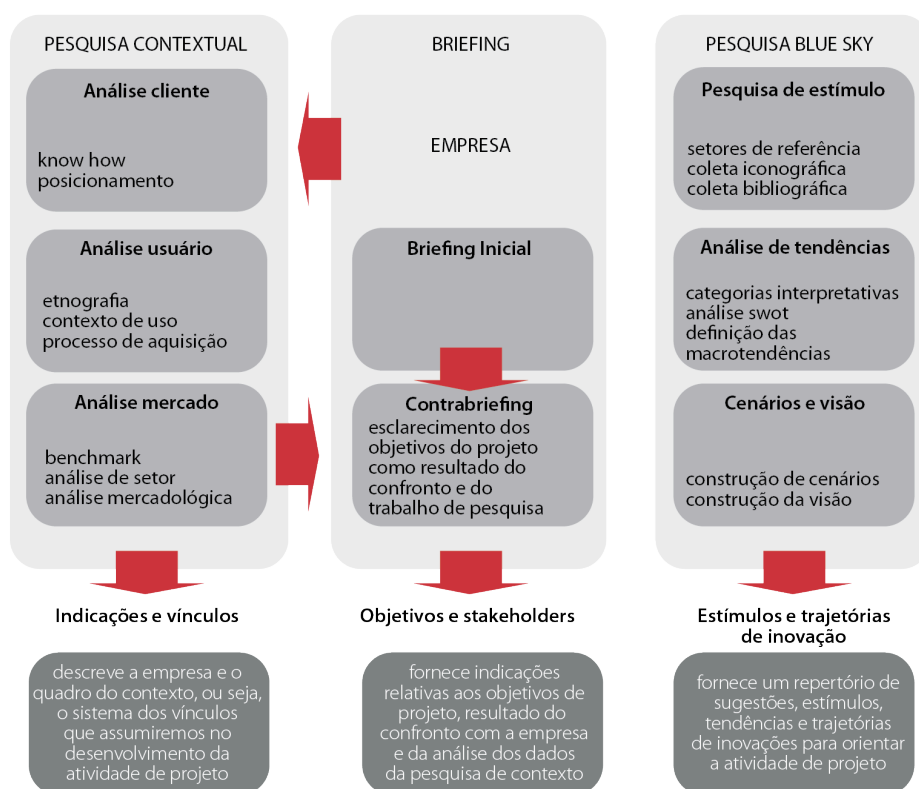 PESQUISA CONTEXTUAL
Análise cliente
know how
posicionamento
Análise usuário
etnografia
contexto de uso
processo de aquisição
Análise mercado
benchmark
análise de setor
análise mercadológica
Indicações e vínculos
descreve a empresa e o
quadro do contexto, ou seja,
o sistema dos vínculos
que assumiremos no
desenvolvimento da
atividade de projeto
BRIEFING
EMPRESA
Briefing Inicial
Contrabriefing
esclarecimento dos
objetivos do projeto
como resultado do
confronto e do
trabalho de pesquisa
Objetivos e stakeholders
fornece indicações
relativas aos objetivos de
projeto, resultado do
confronto com a empresa
e da análise dos dados
da pesquisa de contexto
PESQUISA BLUE SKY
Pesquisa de estímulo
setores de referência
coleta iconográfica
coleta bibliográfica
Análise de tendências
categorias interpretativas
análise swot
definição das
macrotendências
Cenários e visão
construção de cenários
construção da visão
Estímulos e trajetórias
de inovação
fornece um repertório de
sugestões, estímulos,
tendências e trajetórias
de inovações para orientar
a atividade de projeto